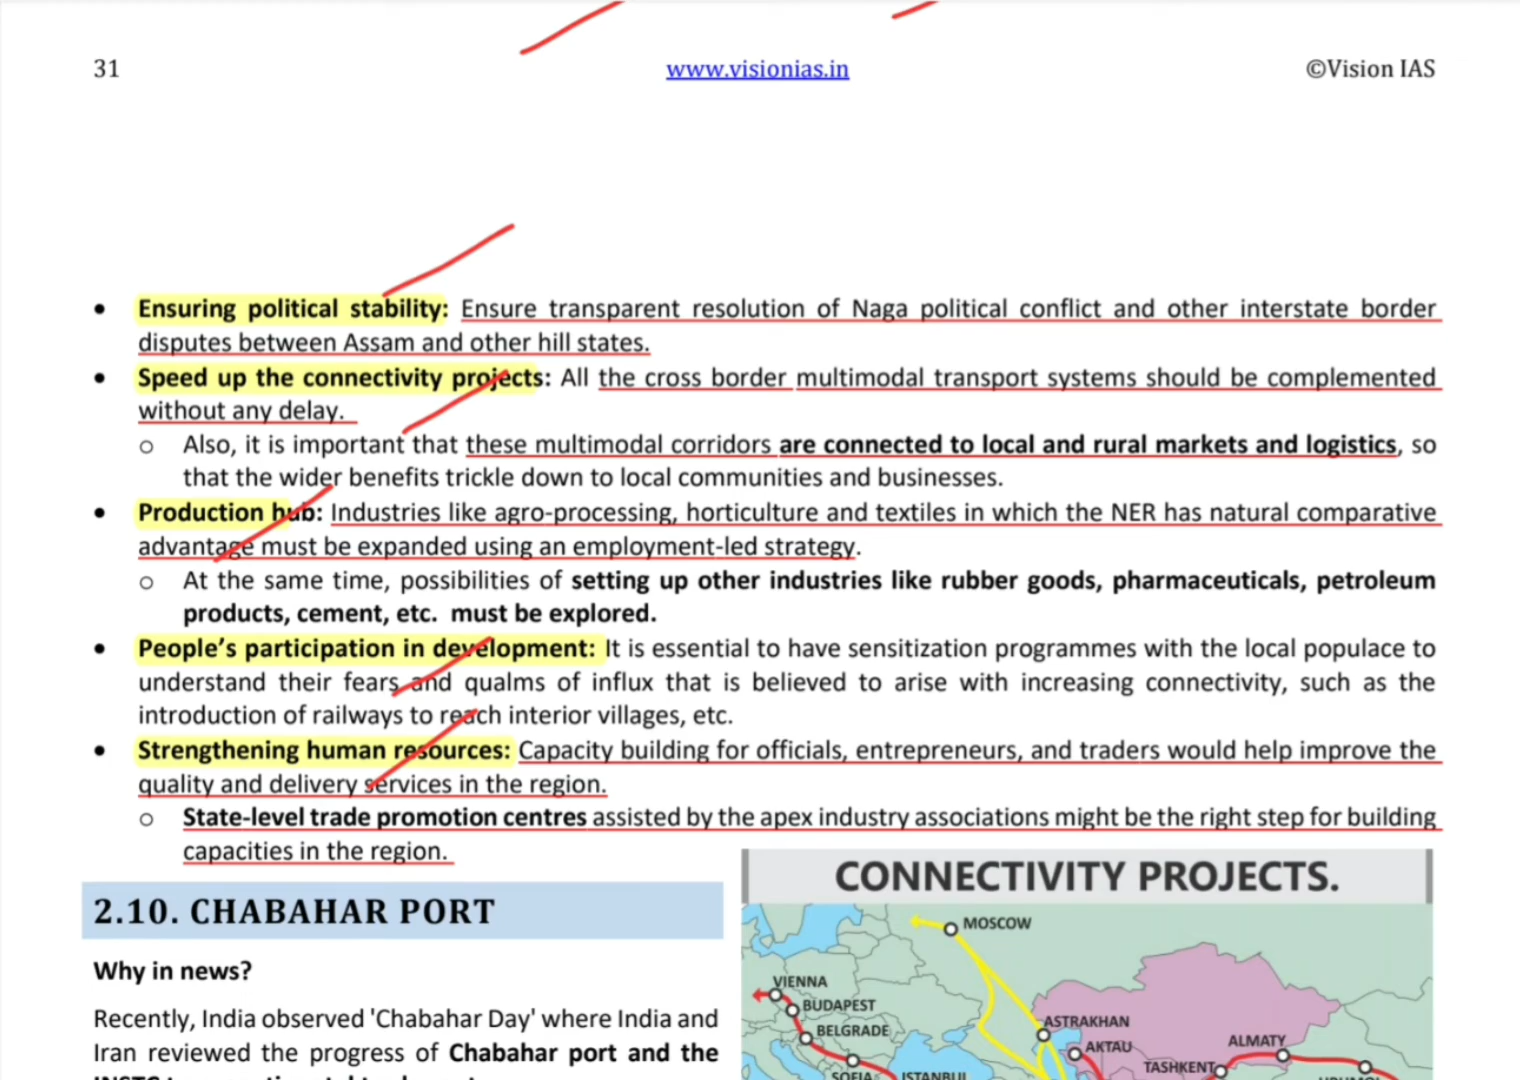 31 www.visionias.in ©Vision IAS
• Ensuring political stability: Ensure transparent resolution of Naga political conflict and other interstate border
disputes between Assam and other hill states.
• Speed up the connectivity projects: All the cross border multimodal transport systems should be complemented
without any delay.
o Also, it is important that these multimodal corridors are connected to local and rural markets and logistics, so
that the wider benefits trickle down to local communities and businesses.
• Production hub: Industries like agro-processing, horticulture and textiles in which the NER has natural comparative
advantage must be expanded using an employment-led strategy.
o At the same time, possibilities of setting up other industries like rubber goods, pharmaceuticals, petroleum
products, cement, etc. must be explored.
• People's participation in development: It is essential to have sensitization programmes with the local populace to
understand their fears and qualms of influx that is believed to arise with increasing connectivity, such as the
introduction of railways to reach interior villages, etc.
• Strengthening human resources: Capacity building for officials, entrepreneurs, and traders would help improve the
quality and delivery services in the region.
o State-level trade promotion centres assisted by the apex industry associations might be the right step for building
capacities in the region.
2.10. CHABAHAR PORT
Why in news?
Recently, India observed 'Chabahar Day' where India and
Iran reviewed the progress of Chabahar port and the
CONNECTIVITY PROJECTS.
MOSCOW
VIENNA
BUDAPEST
BELGRADE
SOFIA
ISTANBUL
ASTRAKHAN
AKTAU
ALMATY
TASHKENT